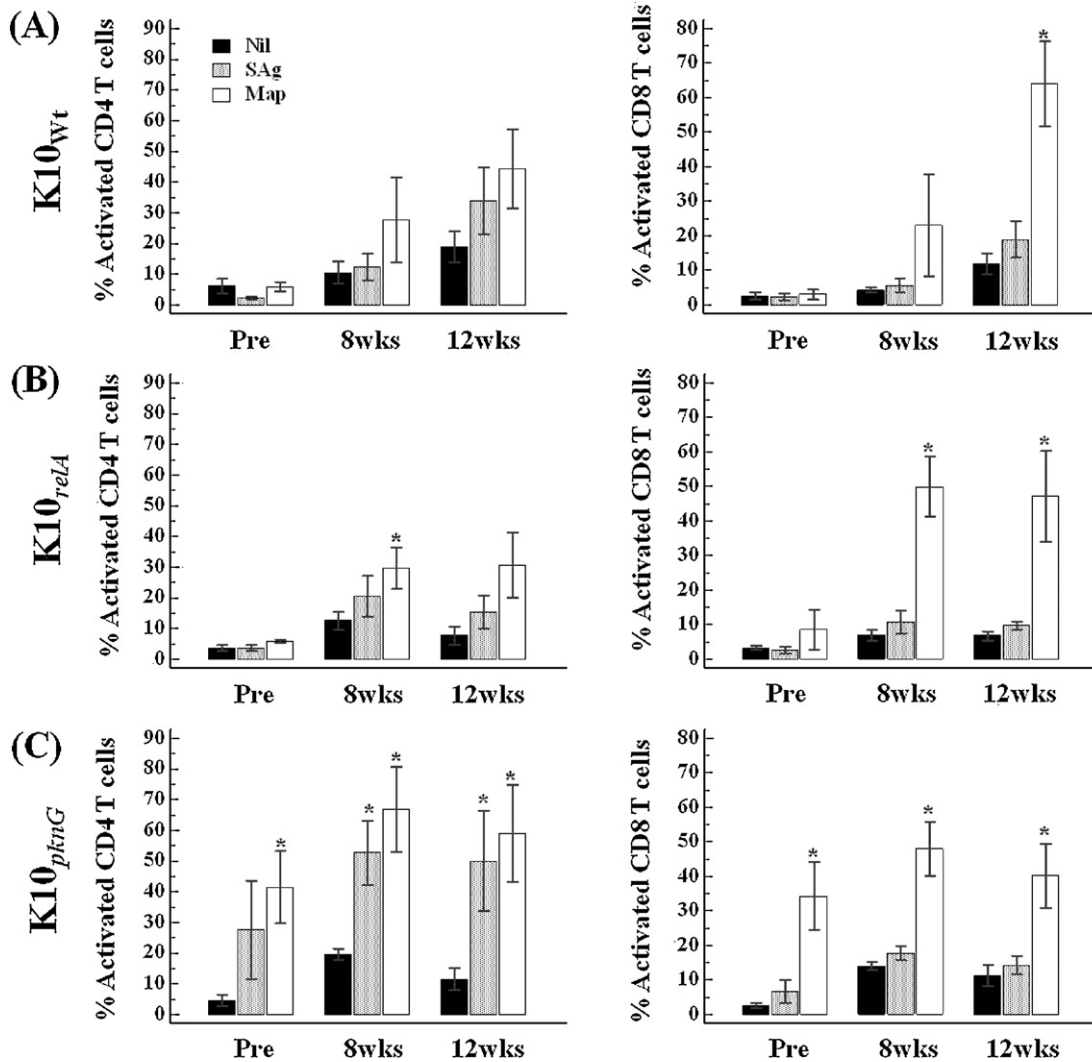 (A)
K10Wt
% Activated CD4 T cells
90
80
70
60
50
40
30
20
10
0
Nil
SAg
Map
Pre 8wks 12wks
% Activated CD8 T cells
80
70
60
50
40
30
20
10
0
*
Pre 8wks 12wks
(B)
K10relA
% Activated CD4 T cells
90
80
70
60
50
40
30
20
10
0
*
Pre 8wks 12wks
% Activated CD8 T cells
80
70
60
50
40
30
20
10
0
* *
Pre 8wks 12wks
(C)
K10pknG
% Activated CD4 T cells
90
80
70
60
50
40
30
20
10
0
* * * * *
Pre 8wks 12wks
% Activated CD8 T cells
80
70
60
50
40
30
20
10
0
* * *
Pre 8wks 12wks